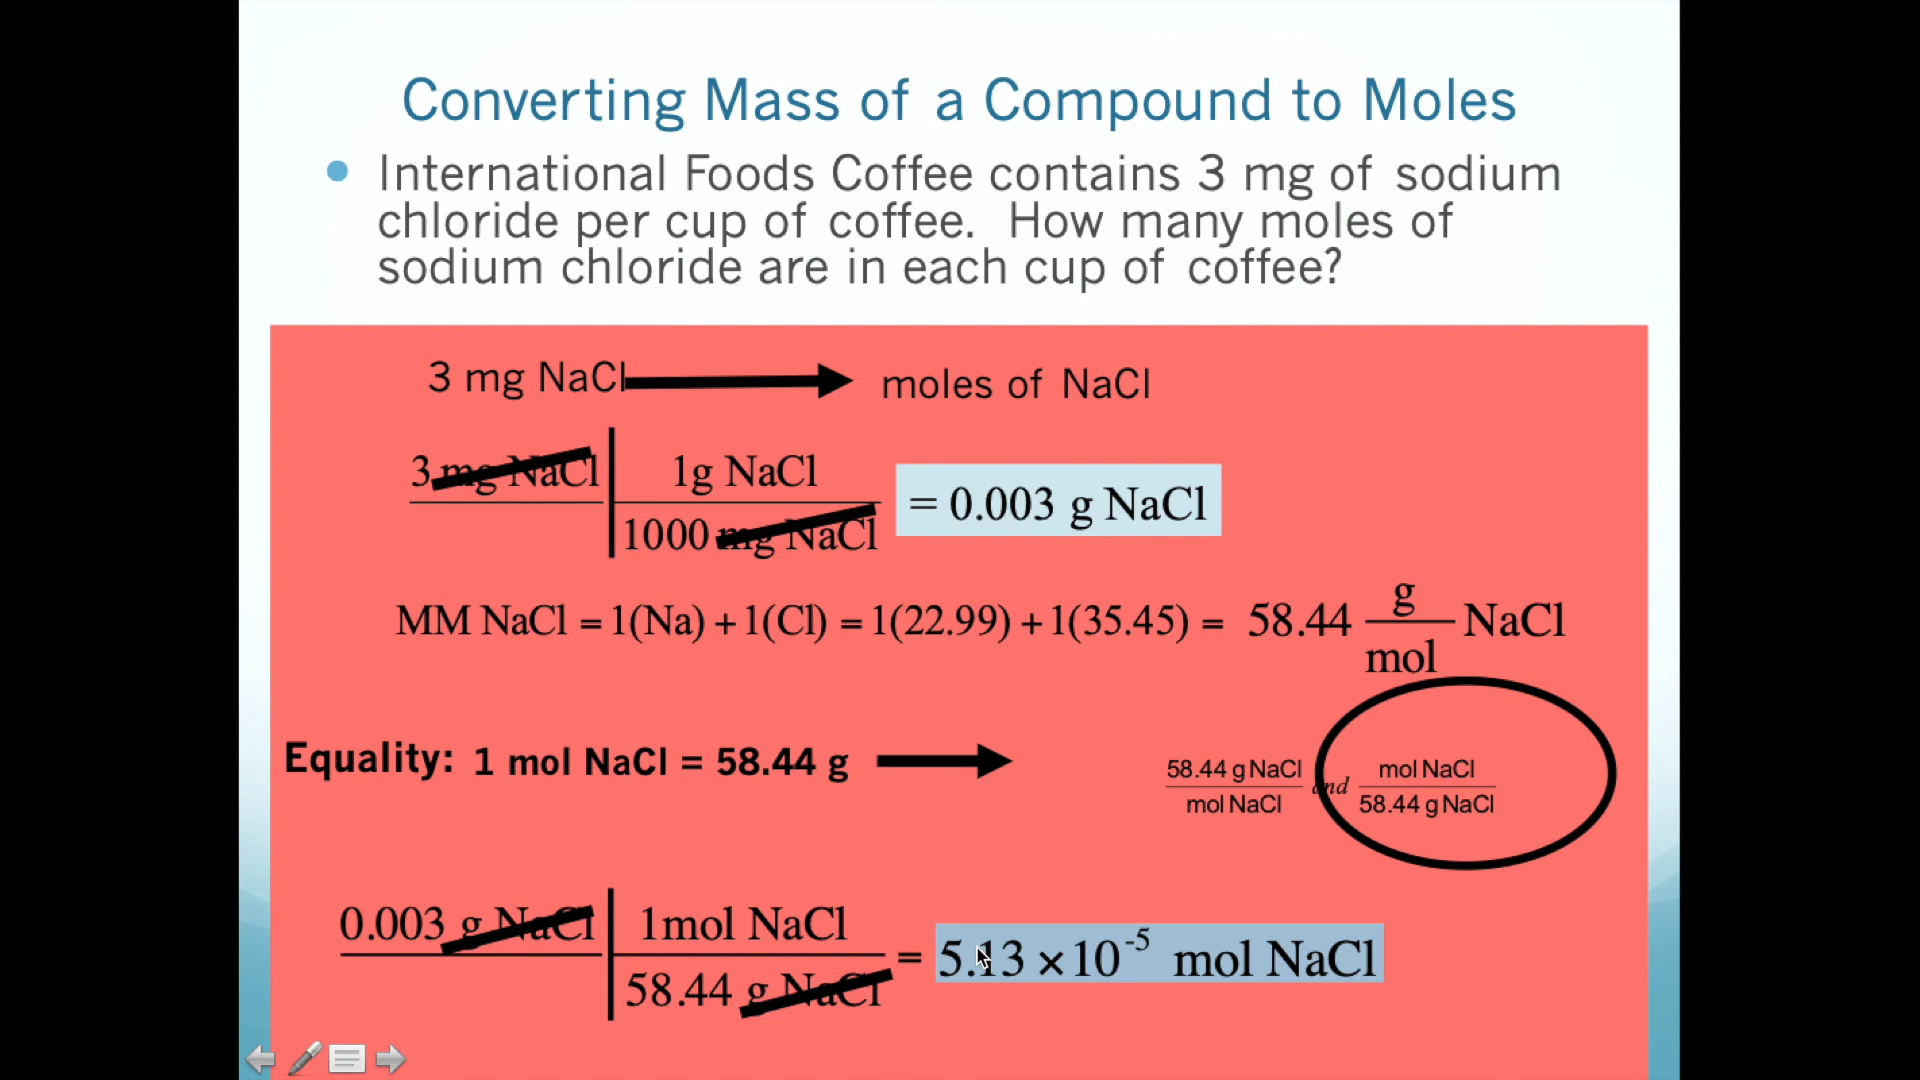 Converting Mass of a Compound to Moles
International Foods Coffee contains 3 mg of sodium
chloride per cup of coffee. How many moles of
sodium chloride are in each cup of coffee?
3 mg NaCl
moles of NaCl
3 mg NaCl
1g NaCl
1000 mg NaCl
= 0.003 g NaCl
MM NaCl = 1(Na) + 1(Cl) = 1(22.99) + 1(35.45) = 58.44 g/mol NaCl
Equality: 1 mol NaCl = 58.44 g
58.44 g NaCl
mol NaCl
and
mol NaCl
58.44 g NaCl
0.003 g NaCl
1mol NaCl
58.44 g NaCl
= 5.13 × 10⁻⁵ mol NaCl